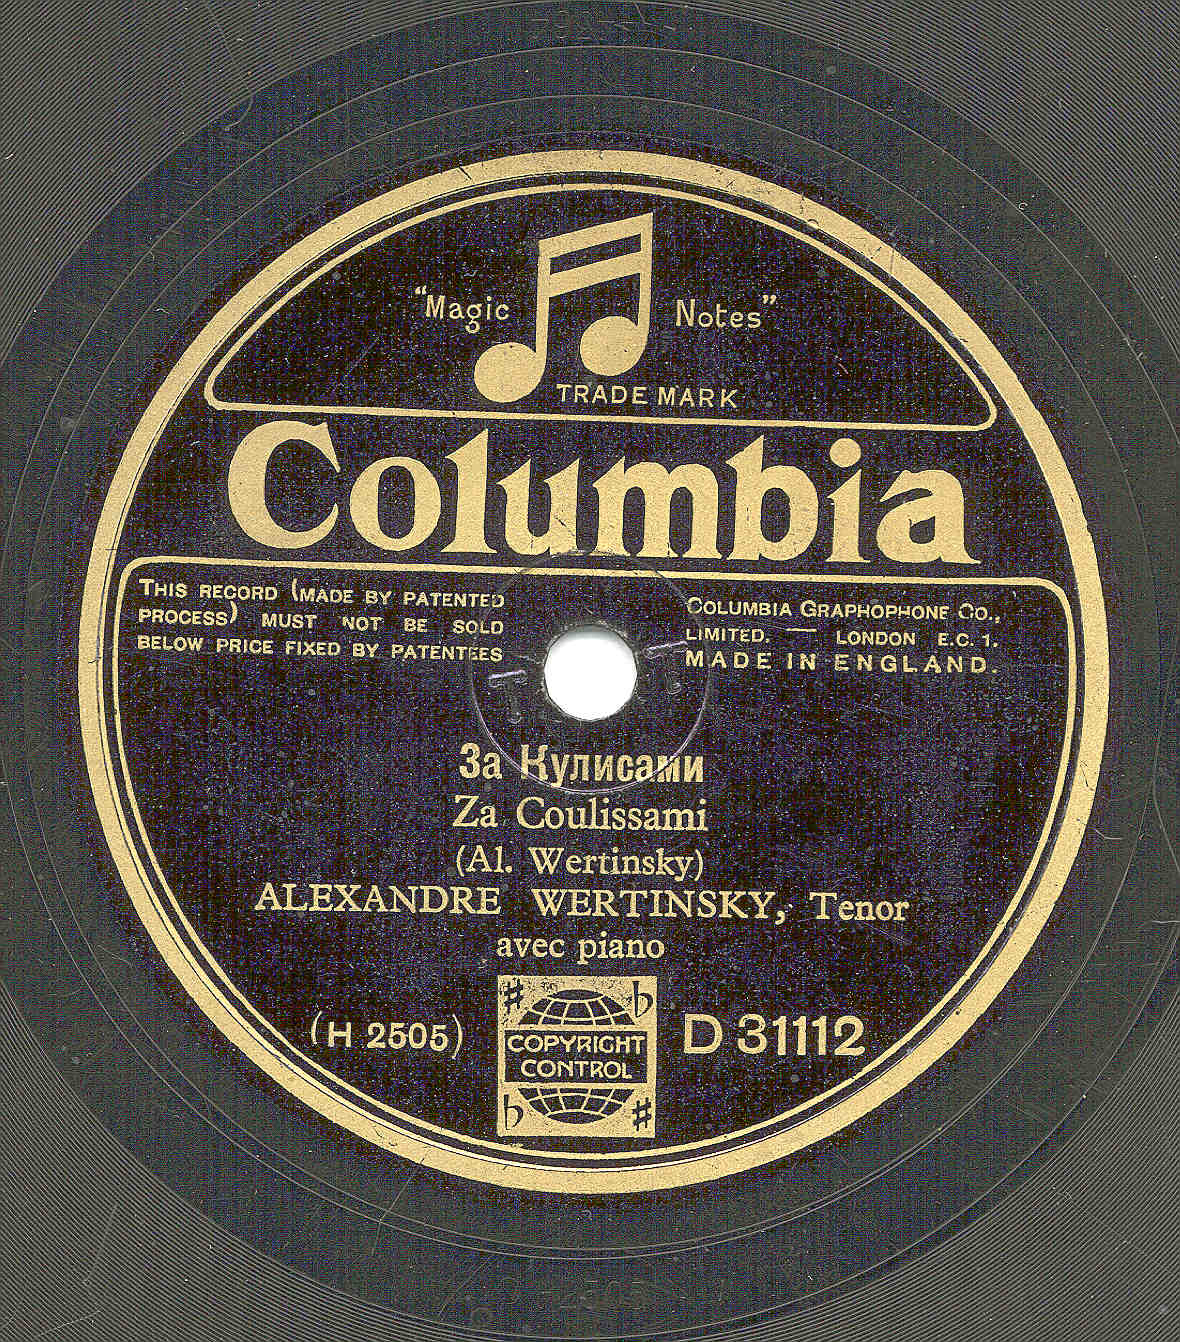 "Magic Notes"
TRADE MARK
Columbia
THIS RECORD (MADE BY PATENTED
PROCESS) MUST NOT BE SOLD
BELOW PRICE FIXED BY PATENTEES
COLUMBIA GRAPHOPHONE CO.,
LIMITED. — LONDON E.C. 1.
MADE IN ENGLAND.
За Кулисами
Za Coulissami
(Al. Wertinsky)
ALEXANDRE WERTINSKY, Tenor
avec piano
(H 2505)
♯ ♭
COPYRIGHT
CONTROL
♭ ♯
D 31112